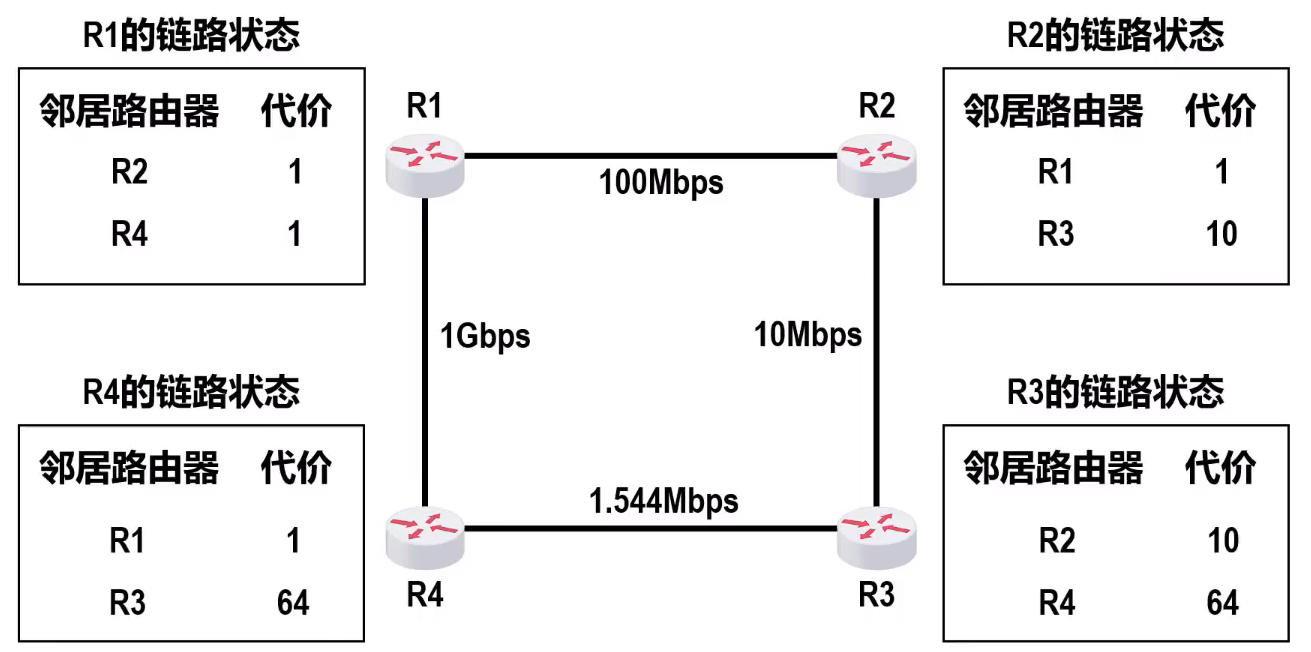 R1的链路状态
邻居路由器 代价
R2 1
R4 1
R2的链路状态
邻居路由器 代价
R1 1
R3 10
R1
R2
100Mbps
1Gbps
10Mbps
1.544Mbps
R4
R3
R4的链路状态
邻居路由器 代价
R1 1
R3 64
R3的链路状态
邻居路由器 代价
R2 10
R4 64